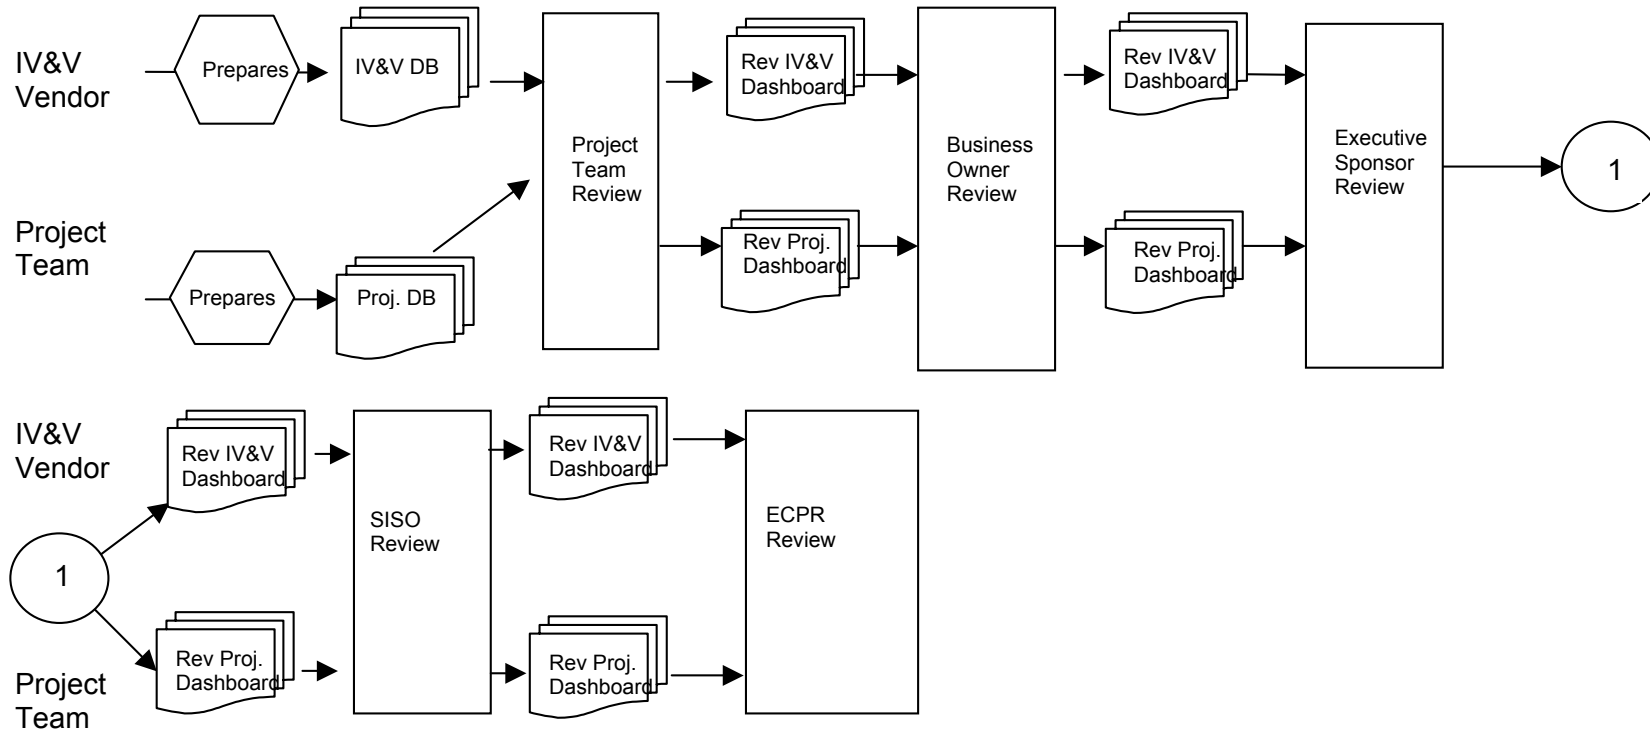 IV&V
Vendor
Prepares
IV&V DB
Project
Team
Review
Rev IV&V
Dashboard
Business
Owner
Review
Rev IV&V
Dashboard
Executive
Sponsor
Review
1
Project
Team
Prepares
Proj. DB
Rev Proj.
Dashboard
Rev Proj.
Dashboard
IV&V
Vendor
Rev IV&V
Dashboard
SISO
Review
Rev IV&V
Dashboard
ECPR
Review
1
Project
Team
Rev Proj.
Dashboard
Rev Proj.
Dashboard